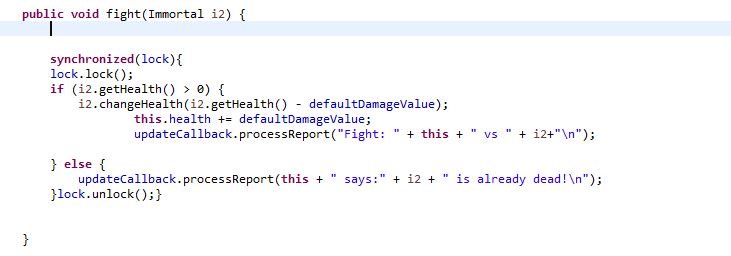 public void fight(Immortal i2) {
synchronized(lock){
lock.lock();
if (i2.getHealth() > 0) {
i2.changeHealth(i2.getHealth() - defaultDamageValue);
this.health += defaultDamageValue;
updateCallback.processReport("Fight: " + this + " vs " + i2+"\n");
} else {
updateCallback.processReport(this + " says:" + i2 + " is already dead!\n");
}lock.unlock();}
}